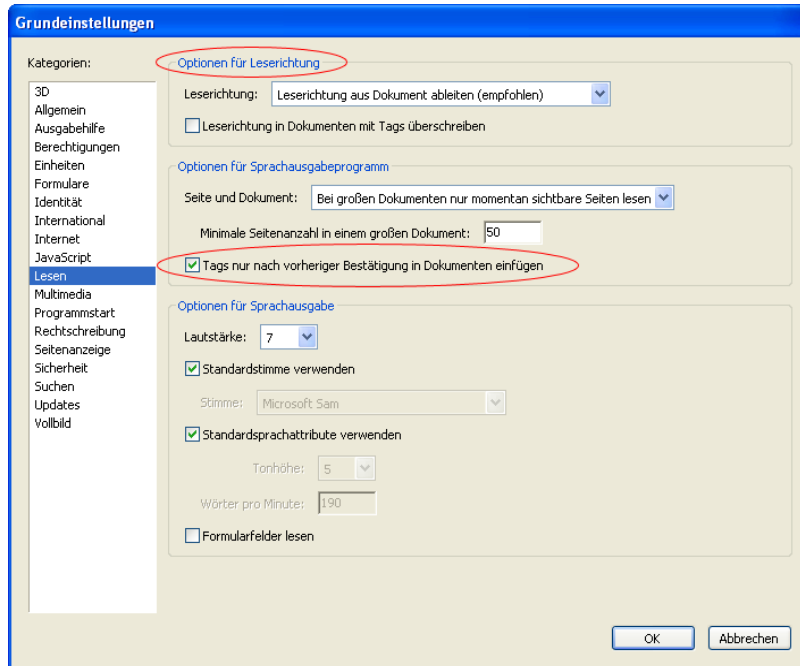 Grundeinstellungen
Kategorien:
3D
Allgemein
Ausgabehilfe
Berechtigungen
Einheiten
Formulare
Identität
International
Internet
JavaScript
Lesen
Multimedia
Programmstart
Rechtschreibung
Seitenanzeige
Sicherheit
Suchen
Updates
Vollbild
Optionen für Leserichtung
Leserichtung: Leserichtung aus Dokument ableiten (empfohlen)
Leserichtung in Dokumenten mit Tags überschreiben
Optionen für Sprachausgabeprogramm
Seite und Dokument: Bei großen Dokumenten nur momentan sichtbare Seiten lesen
Minimale Seitenanzahl in einem großen Dokument: 50
Tags nur nach vorheriger Bestätigung in Dokumenten einfügen
Optionen für Sprachausgabe
Lautstärke: 7
Standardstimme verwenden
Stimme: Microsoft Sam
Standardsprachattribute verwenden
Tonhöhe: 5
Wörter pro Minute: 190
Formularfelder lesen
OK Abbrechen